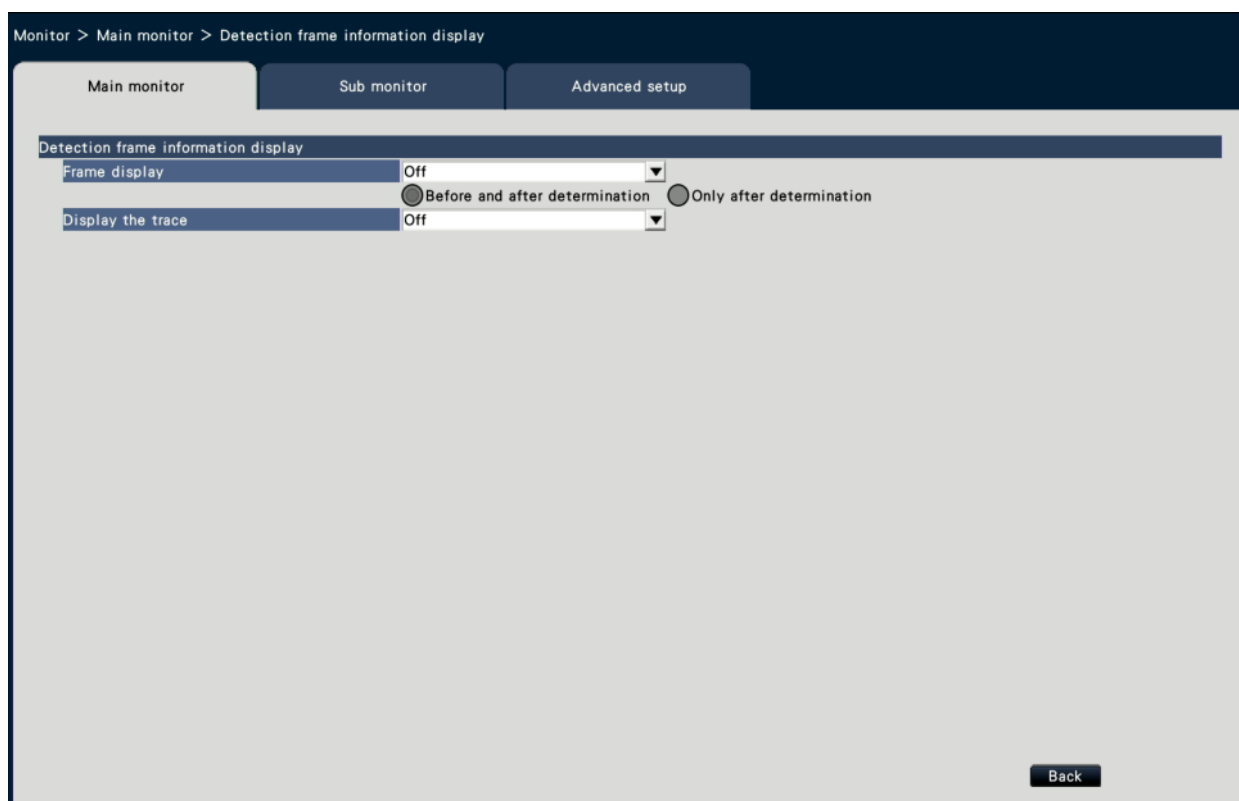 Monitor > Main monitor > Detection frame information display
Main monitor Sub monitor Advanced setup
Detection frame information display
Frame display Off
Before and after determination Only after determination
Display the trace Off
Back